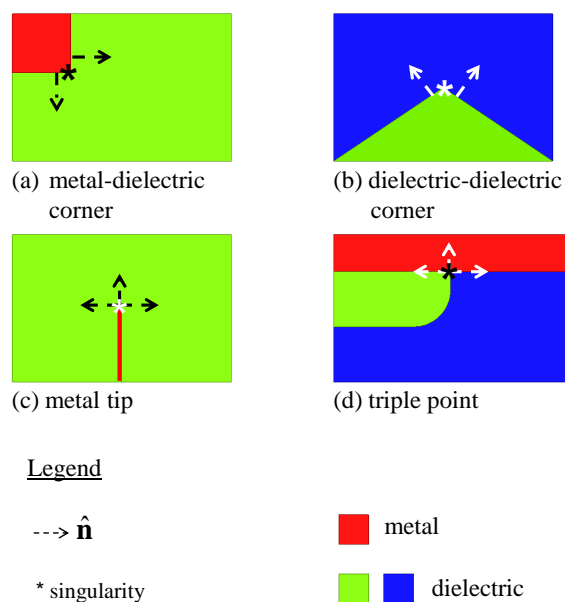 (a) metal-dielectric
corner
(b) dielectric-dielectric
corner
(c) metal tip
(d) triple point
Legend
n̂
metal
* singularity
dielectric